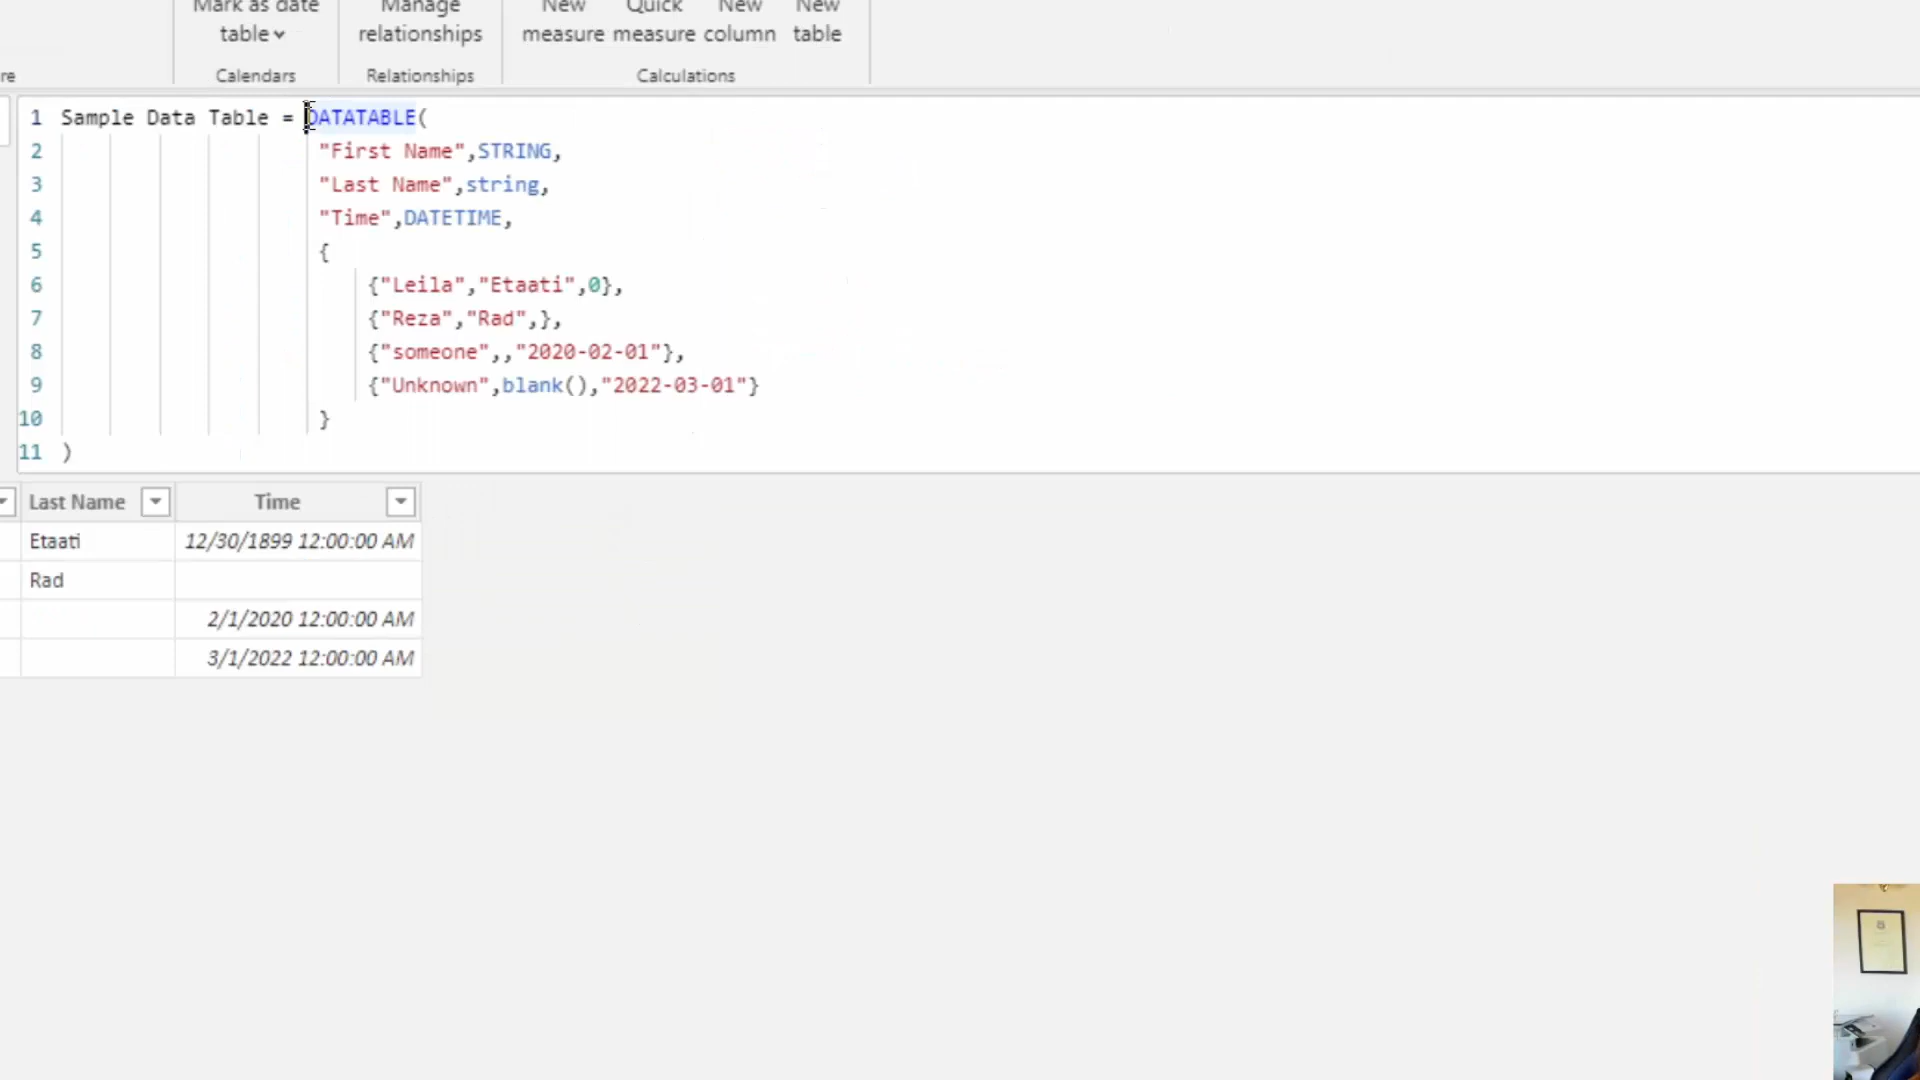 Mark as date table
Manage relationships
New measure
Quick measure
New column
New table
re
Calendars
Relationships
Calculations
1 Sample Data Table = DATATABLE(
2 "First Name",STRING,
3 "Last Name",string,
4 "Time",DATETIME,
5 {
6 {"Leila","Etaati",0},
7 {"Reza","Rad",},
8 {"someone",,"2020-02-01"},
9 {"Unknown",blank(),"2022-03-01"}
10 }
11 )
Last Name Time
Etaati 12/30/1899 12:00:00 AM
Rad
2/1/2020 12:00:00 AM
3/1/2022 12:00:00 AM